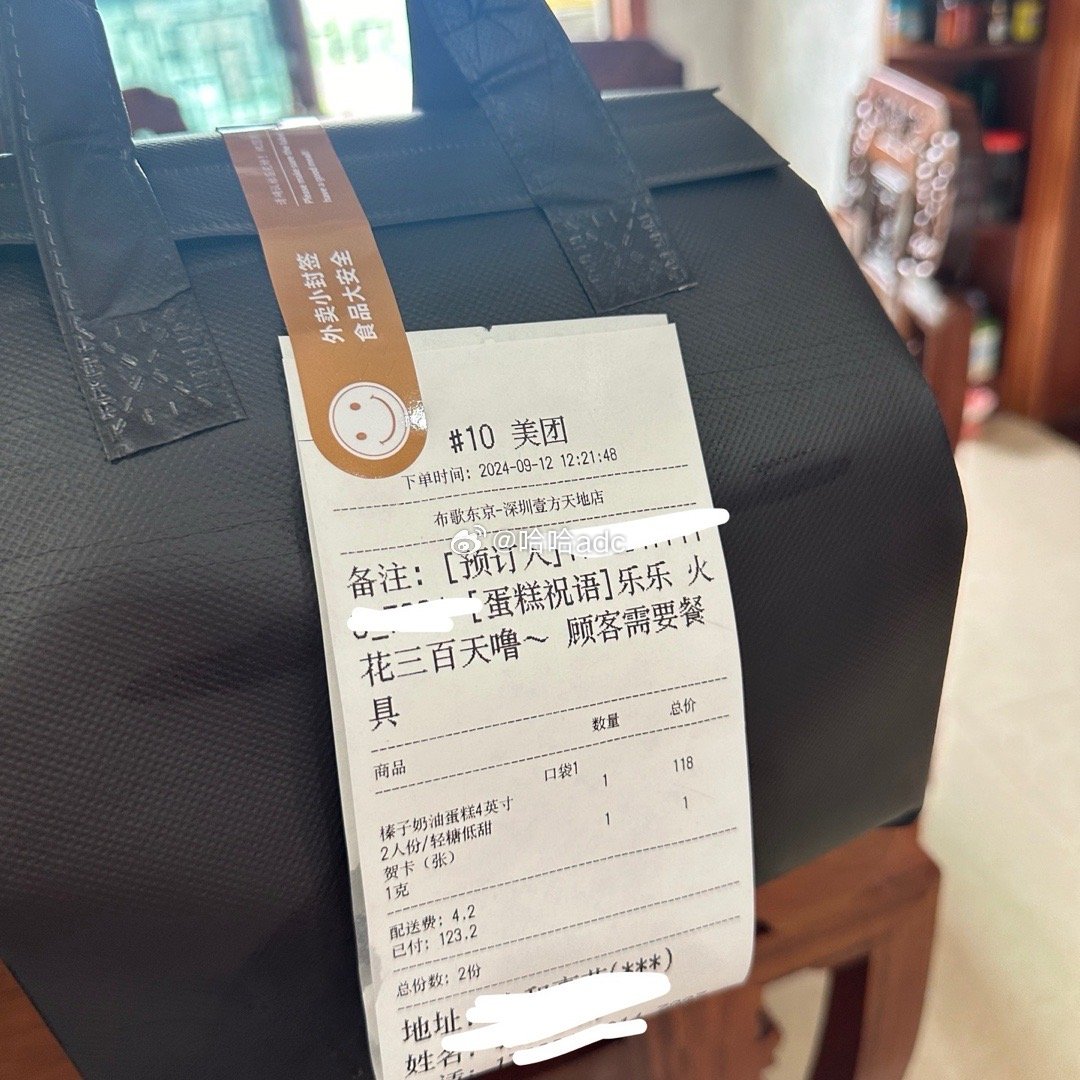 外卖小封签
食品大安全
#10 美团
下单时间: 2024-09-12 12:21:48
布歌东京-深圳壹方天地店
@哈哈adc
备注: [预订人]
[蛋糕祝语]乐乐 火
花三百天噜~ 顾客需要餐
具
商品 数量 总价
口袋1
榛子奶油蛋糕4英寸 1 118
2人份/轻糖低甜
贺卡（张） 1 1
1克
配送费: 4.2
已付: 123.2
总份数: 2份
(***)
地址:
姓名: